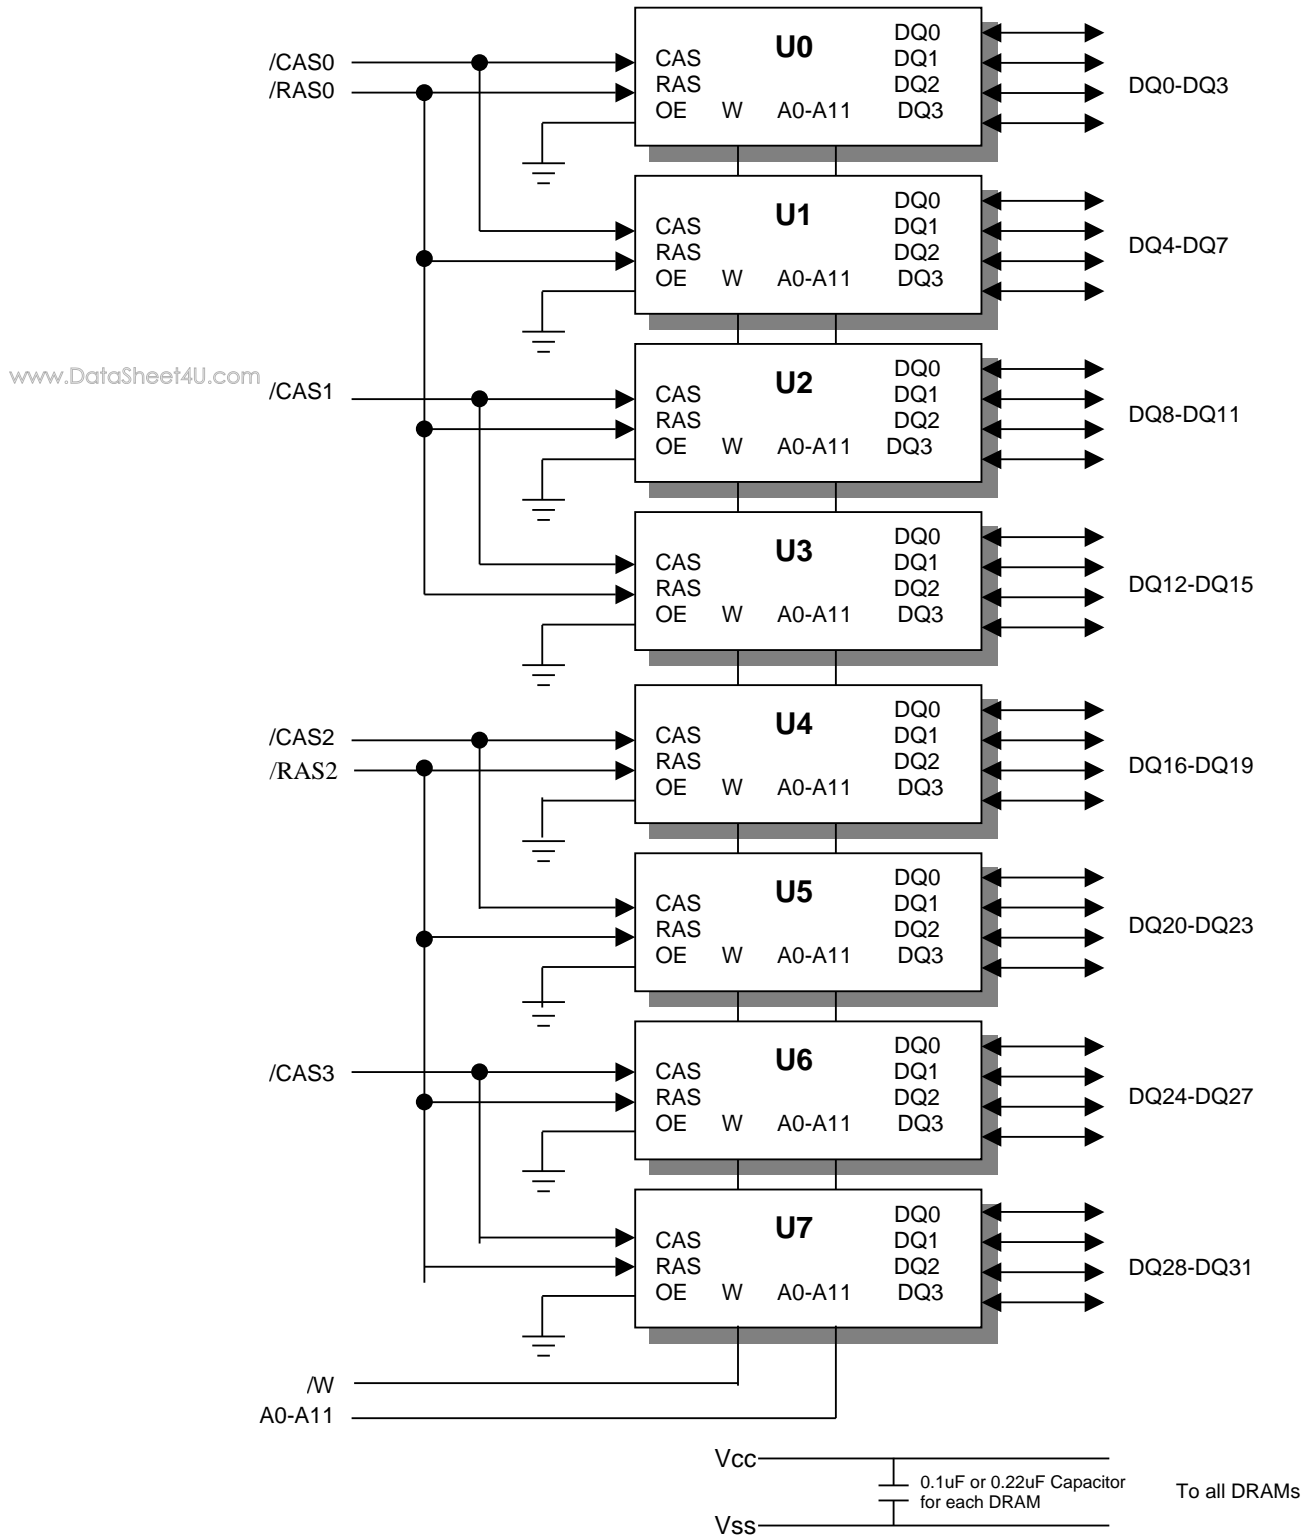 U0
DQ0
/CAS0
CAS
DQ1
/RAS0
RAS
DQ2
DQ0-DQ3
OE W A0-A11 DQ3
U1
DQ0
CAS
DQ1
RAS
DQ2
DQ4-DQ7
OE W A0-A11 DQ3
www.DataSheet4U.com
U2
DQ0
/CAS1
CAS
DQ1
RAS
DQ2
DQ8-DQ11
OE W A0-A11 DQ3
U3
DQ0
CAS
DQ1
RAS
DQ2
DQ12-DQ15
OE W A0-A11 DQ3
U4
DQ0
/CAS2
CAS
DQ1
/RAS2
RAS
DQ2
DQ16-DQ19
OE W A0-A11 DQ3
U5
DQ0
CAS
DQ1
RAS
DQ2
DQ20-DQ23
OE W A0-A11 DQ3
U6
DQ0
/CAS3
CAS
DQ1
RAS
DQ2
DQ24-DQ27
OE W A0-A11 DQ3
U7
DQ0
CAS
DQ1
RAS
DQ2
DQ28-DQ31
OE W A0-A11 DQ3
/W
A0-A11
Vcc
0.1uF or 0.22uF Capacitor
for each DRAM
To all DRAMs
Vss